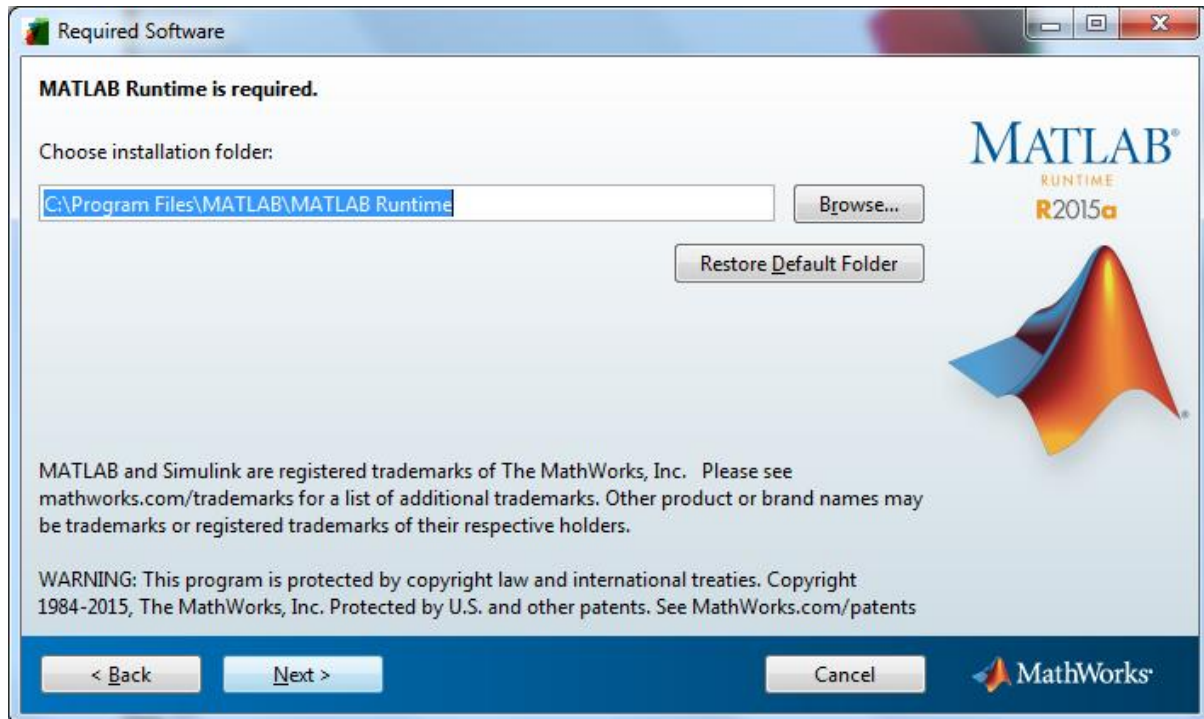 Required Software
MATLAB Runtime is required.
Choose installation folder:
C:\Program Files\MATLAB\MATLAB Runtime
Browse...
Restore Default Folder
MATLAB®
RUNTIME
R2015a
®
MATLAB and Simulink are registered trademarks of The MathWorks, Inc.   Please see
mathworks.com/trademarks for a list of additional trademarks. Other product or brand names may
be trademarks or registered trademarks of their respective holders.
WARNING: This program is protected by copyright law and international treaties. Copyright
1984-2015, The MathWorks, Inc. Protected by U.S. and other patents. See MathWorks.com/patents
< Back
Next >
Cancel
MathWorks®